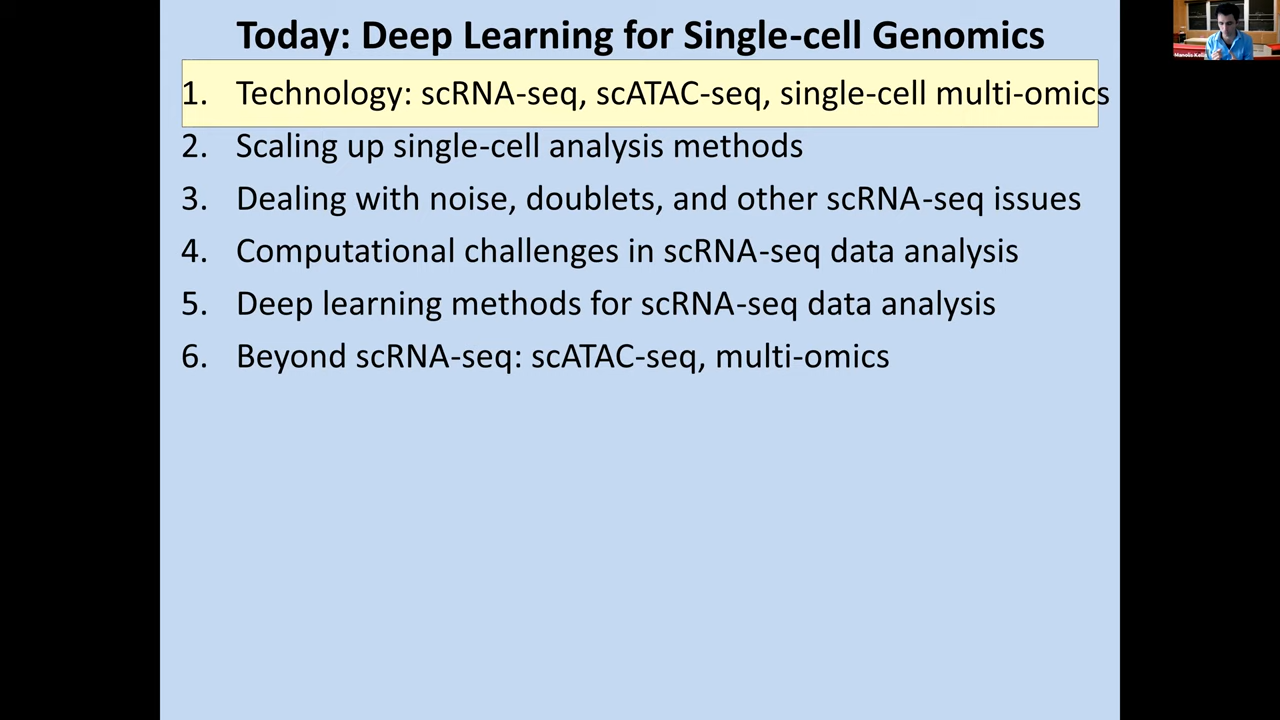 Today: Deep Learning for Single-cell Genomics
1. Technology: scRNA-seq, scATAC-seq, single-cell multi-omics
2. Scaling up single-cell analysis methods
3. Dealing with noise, doublets, and other scRNA-seq issues
4. Computational challenges in scRNA-seq data analysis
5. Deep learning methods for scRNA-seq data analysis
6. Beyond scRNA-seq: scATAC-seq, multi-omics
Manolis